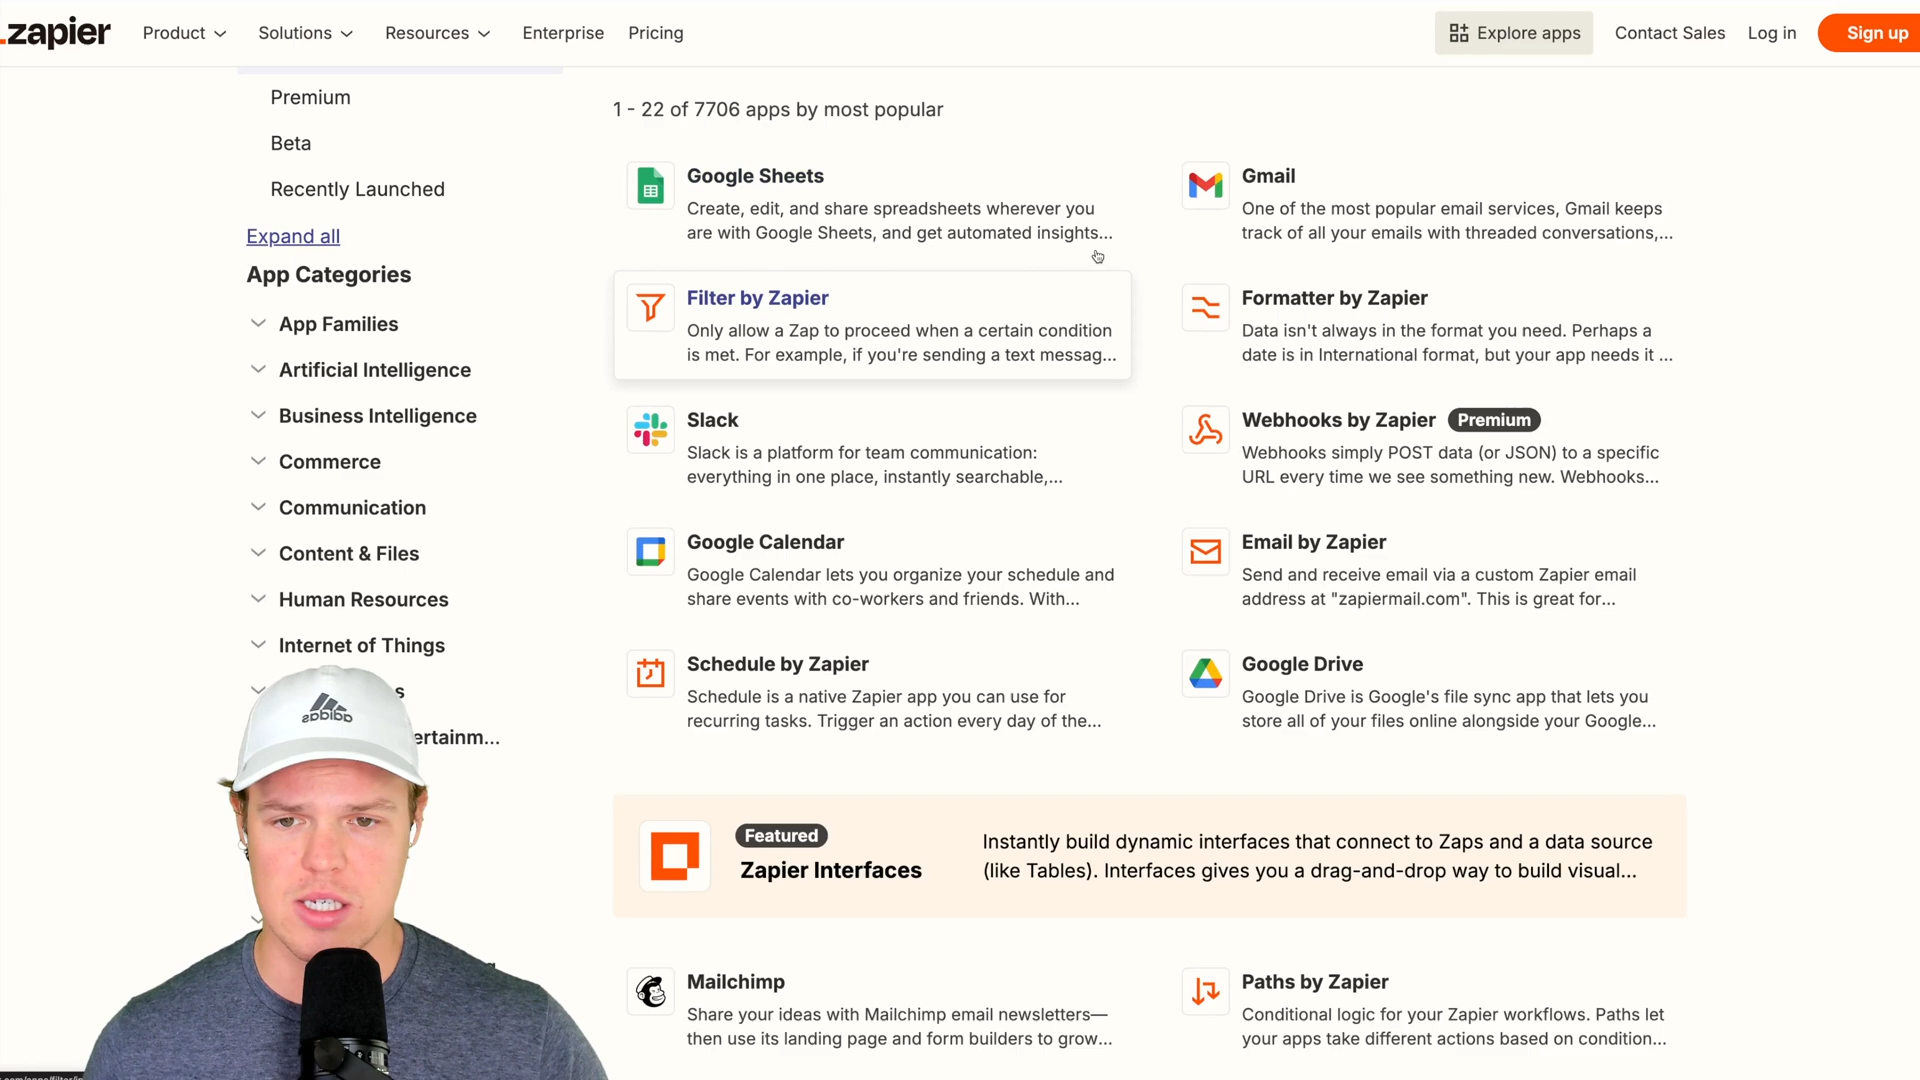 zapier
Product
Solutions
Resources
Enterprise
Pricing
Explore apps
Contact Sales
Log in
Sign up
Premium
Beta
Recently Launched
Expand all
App Categories
App Families
Artificial Intelligence
Business Intelligence
Commerce
Communication
Content & Files
Human Resources
Internet of Things
s
ertainm...
adidas
1 - 22 of 7706 apps by most popular
Google Sheets
Create, edit, and share spreadsheets wherever you
are with Google Sheets, and get automated insights...
Gmail
One of the most popular email services, Gmail keeps
track of all your emails with threaded conversations,...
Filter by Zapier
Only allow a Zap to proceed when a certain condition
is met. For example, if you're sending a text messag...
Formatter by Zapier
Data isn't always in the format you need. Perhaps a
date is in International format, but your app needs it ...
Slack
Slack is a platform for team communication:
everything in one place, instantly searchable,...
Webhooks by Zapier Premium
Webhooks simply POST data (or JSON) to a specific
URL every time we see something new. Webhooks...
Google Calendar
Google Calendar lets you organize your schedule and
share events with co-workers and friends. With...
Email by Zapier
Send and receive email via a custom Zapier email
address at "zapiermail.com". This is great for...
Schedule by Zapier
Schedule is a native Zapier app you can use for
recurring tasks. Trigger an action every day of the...
Google Drive
Google Drive is Google's file sync app that lets you
store all of your files online alongside your Google...
Featured
Zapier Interfaces
Instantly build dynamic interfaces that connect to Zaps and a data source
(like Tables). Interfaces gives you a drag-and-drop way to build visual...
Mailchimp
Share your ideas with Mailchimp email newsletters—
then use its landing page and form builders to grow...
Paths by Zapier
Conditional logic for your Zapier workflows. Paths let
your apps take different actions based on condition...